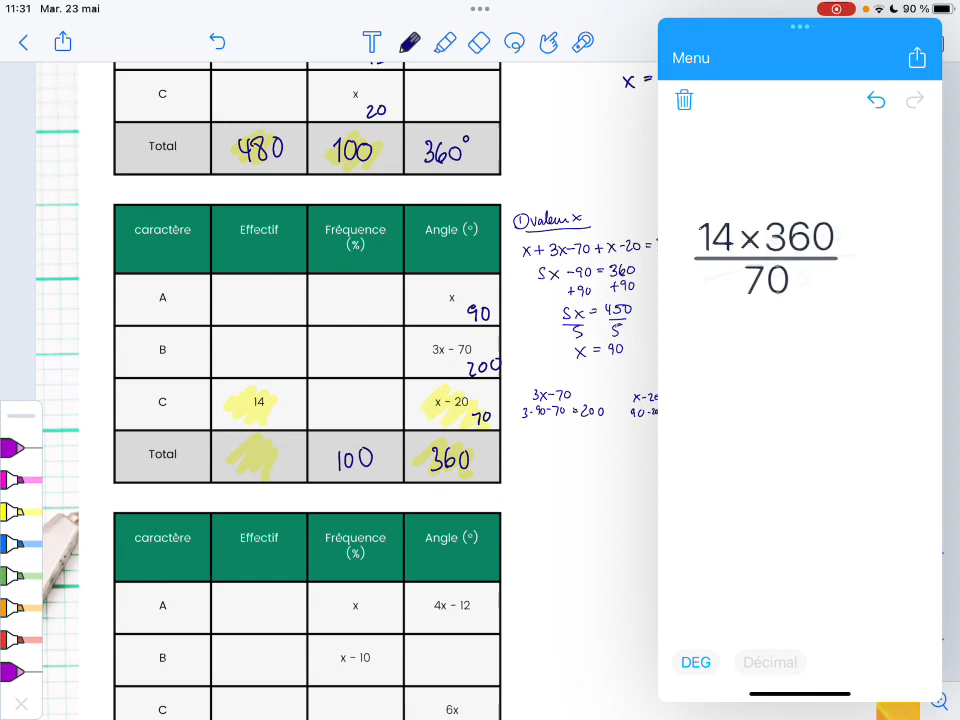 11:31 Mar. 23 mai
90 %
T
C x
20
Total 480 100 360°
x =
caractère Effectif Fréquence (%) Angle (°)
A x
90
B 3x - 70
200
C 14 x - 20
70
Total 100 360
① valeur x
x + 3x-70 + x-20 =
5x -90 = 360
+90 +90
5x = 450
5 5
x = 90
3x-70
3·90-70 = 200
x-20
90-20
caractère Effectif Fréquence (%) Angle (°)
A x 4x - 12
B x - 10
C 6x
Menu
14×360
70
DEG Décimal